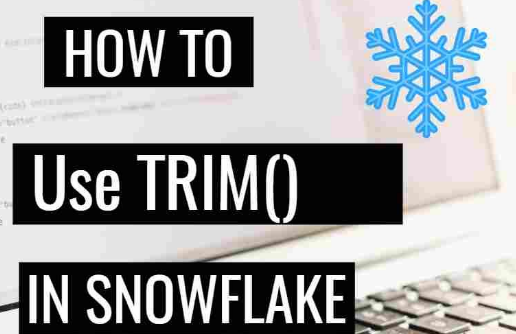 HOW TO
Use TRIM()
IN SNOWFLAKE